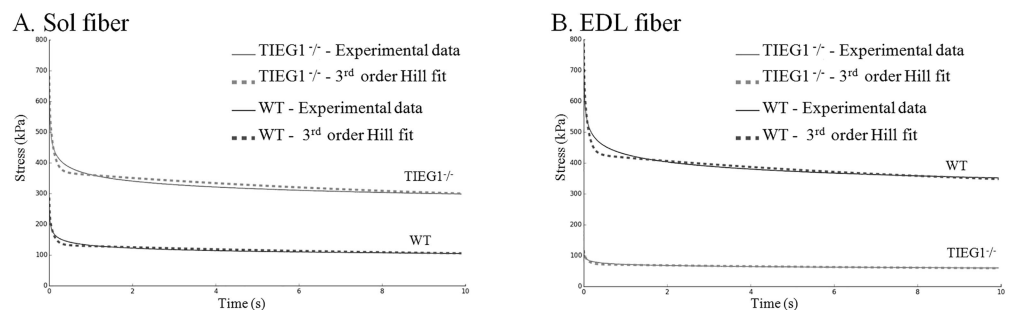 A. Sol fiber
TIEG1 -/- - Experimental data
TIEG1 -/- - 3rd order Hill fit
WT - Experimental data
WT - 3rd order Hill fit
Stress (kPa)
800
700
600
500
400
300
200
100
0
TIEG1-/-
WT
0 2 4 6 8 10
Time (s)
B. EDL fiber
TIEG1 -/- - Experimental data
TIEG1 -/- - 3rd order Hill fit
WT - Experimental data
WT - 3rd order Hill fit
Stress (kPa)
800
700
600
500
400
300
200
100
0
WT
TIEG1-/-
0 2 4 6 8 10
Time (s)